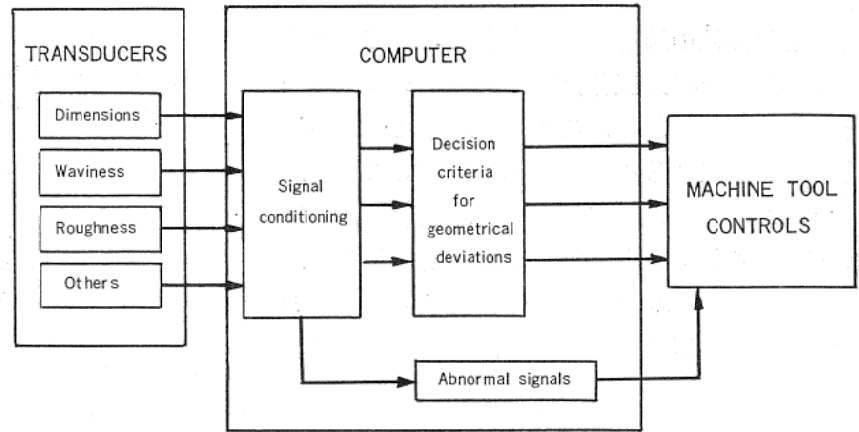 TRANSDUCERS
Dimensions
Waviness
Roughness
Others
COMPUTER
Signal
conditioning
Decision
criteria
for
geometrical
deviations
Abnormal signals
MACHINE TOOL
CONTROLS